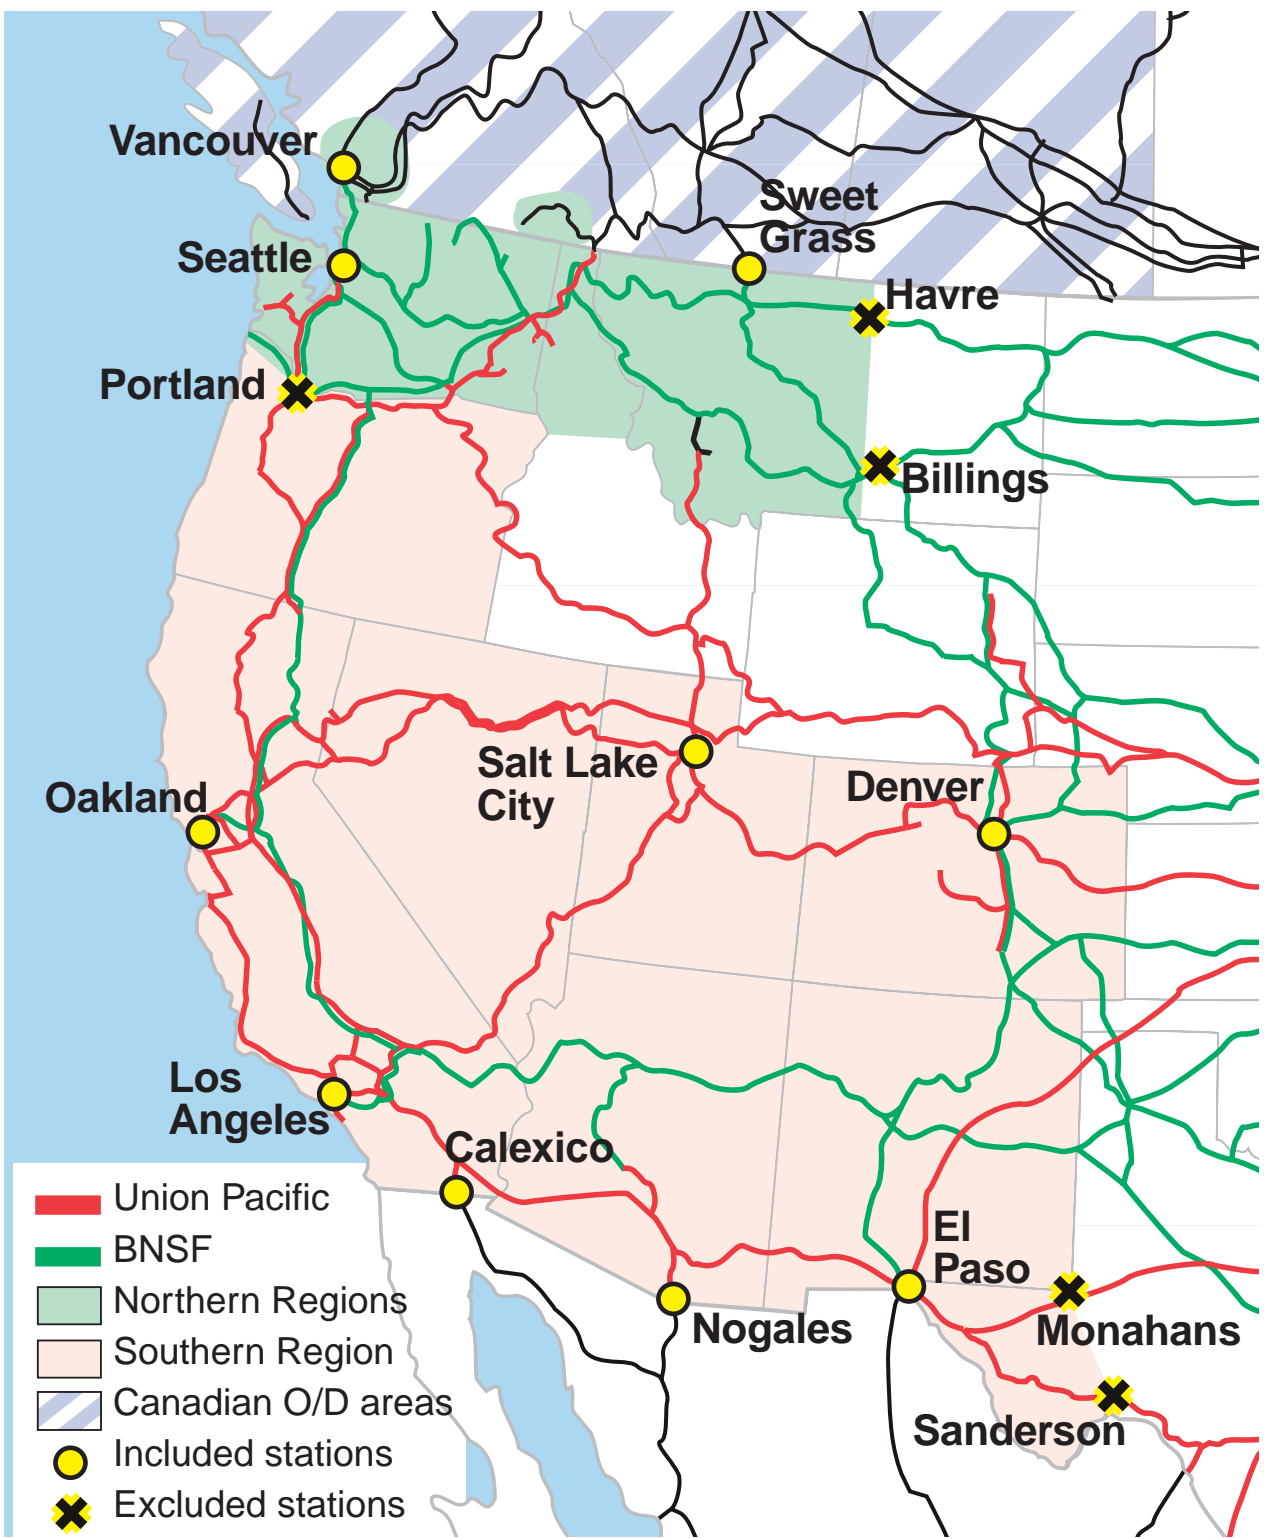 Vancouver
Sweet
Grass
Seattle
Havre
Portland
Billings
Salt Lake
City
Denver
Oakland
Los
Angeles
Calexico
El
Paso
Nogales
Monahans
Sanderson
Union Pacific
BNSF
Northern Regions
Southern Region
Canadian O/D areas
Included stations
Excluded stations